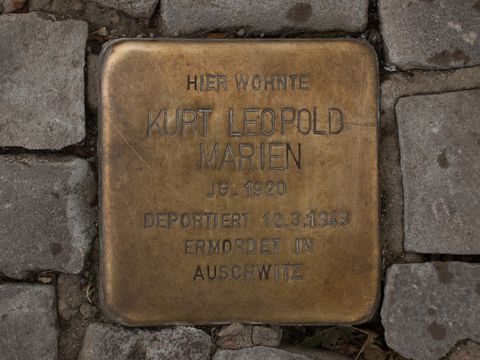 HIER WOHNTE
KURT LEOPOLD
MARIEN
JG. 1920
DEPORTIERT 12.3.1943
ERMORDET IN
AUSCHWITZ